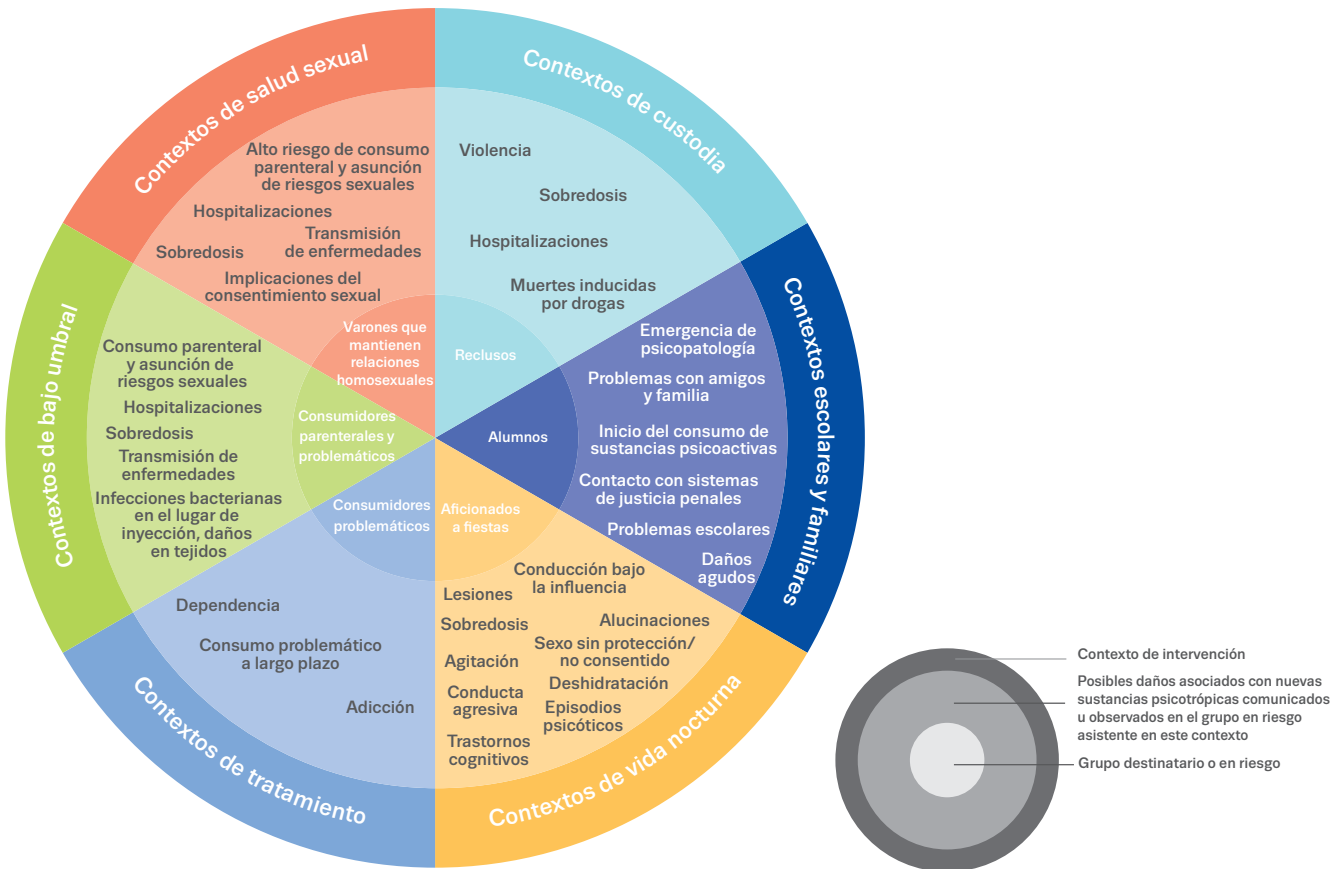 Contextos de salud sexual
Alto riesgo de consumo
parenteral y asunción
de riesgos sexuales
Hospitalizaciones
Transmisión
de enfermedades
Sobredosis
Implicaciones del
consentimiento sexual
Varones que
mantienen
relaciones
homosexuales
Contextos de custodia
Violencia
Sobredosis
Hospitalizaciones
Muertes inducidas
por drogas
Reclusos
Contextos escolares y familiares
Emergencia de
psicopatología
Problemas con amigos
y familia
Inicio del consumo de
sustancias psicoactivas
Contacto con sistemas
de justicia penales
Problemas escolares
Daños
agudos
Alumnos
Contextos de vida nocturna
Aficionados
a fiestas
Conducción bajo
la influencia
Lesiones
Alucinaciones
Sobredosis
Sexo sin protección/
no consentido
Agitación
Deshidratación
Conducta
agresiva
Episodios
psicóticos
Trastornos
cognitivos
Contextos de tratamiento
Consumidores
problemáticos
Dependencia
Consumo problemático
a largo plazo
Adicción
Contextos de bajo umbral
Consumo parenteral
y asunción de
riesgos sexuales
Hospitalizaciones
Sobredosis
Transmisión de
enfermedades
Infecciones bacterianas
en el lugar de
inyección, daños
en tejidos
Consumidores
parenterales y
problemáticos
Contexto de intervención
Posibles daños asociados con nuevas
sustancias psicotrópicas comunicados
u observados en el grupo en riesgo
asistente en este contexto
Grupo destinatario o en riesgo